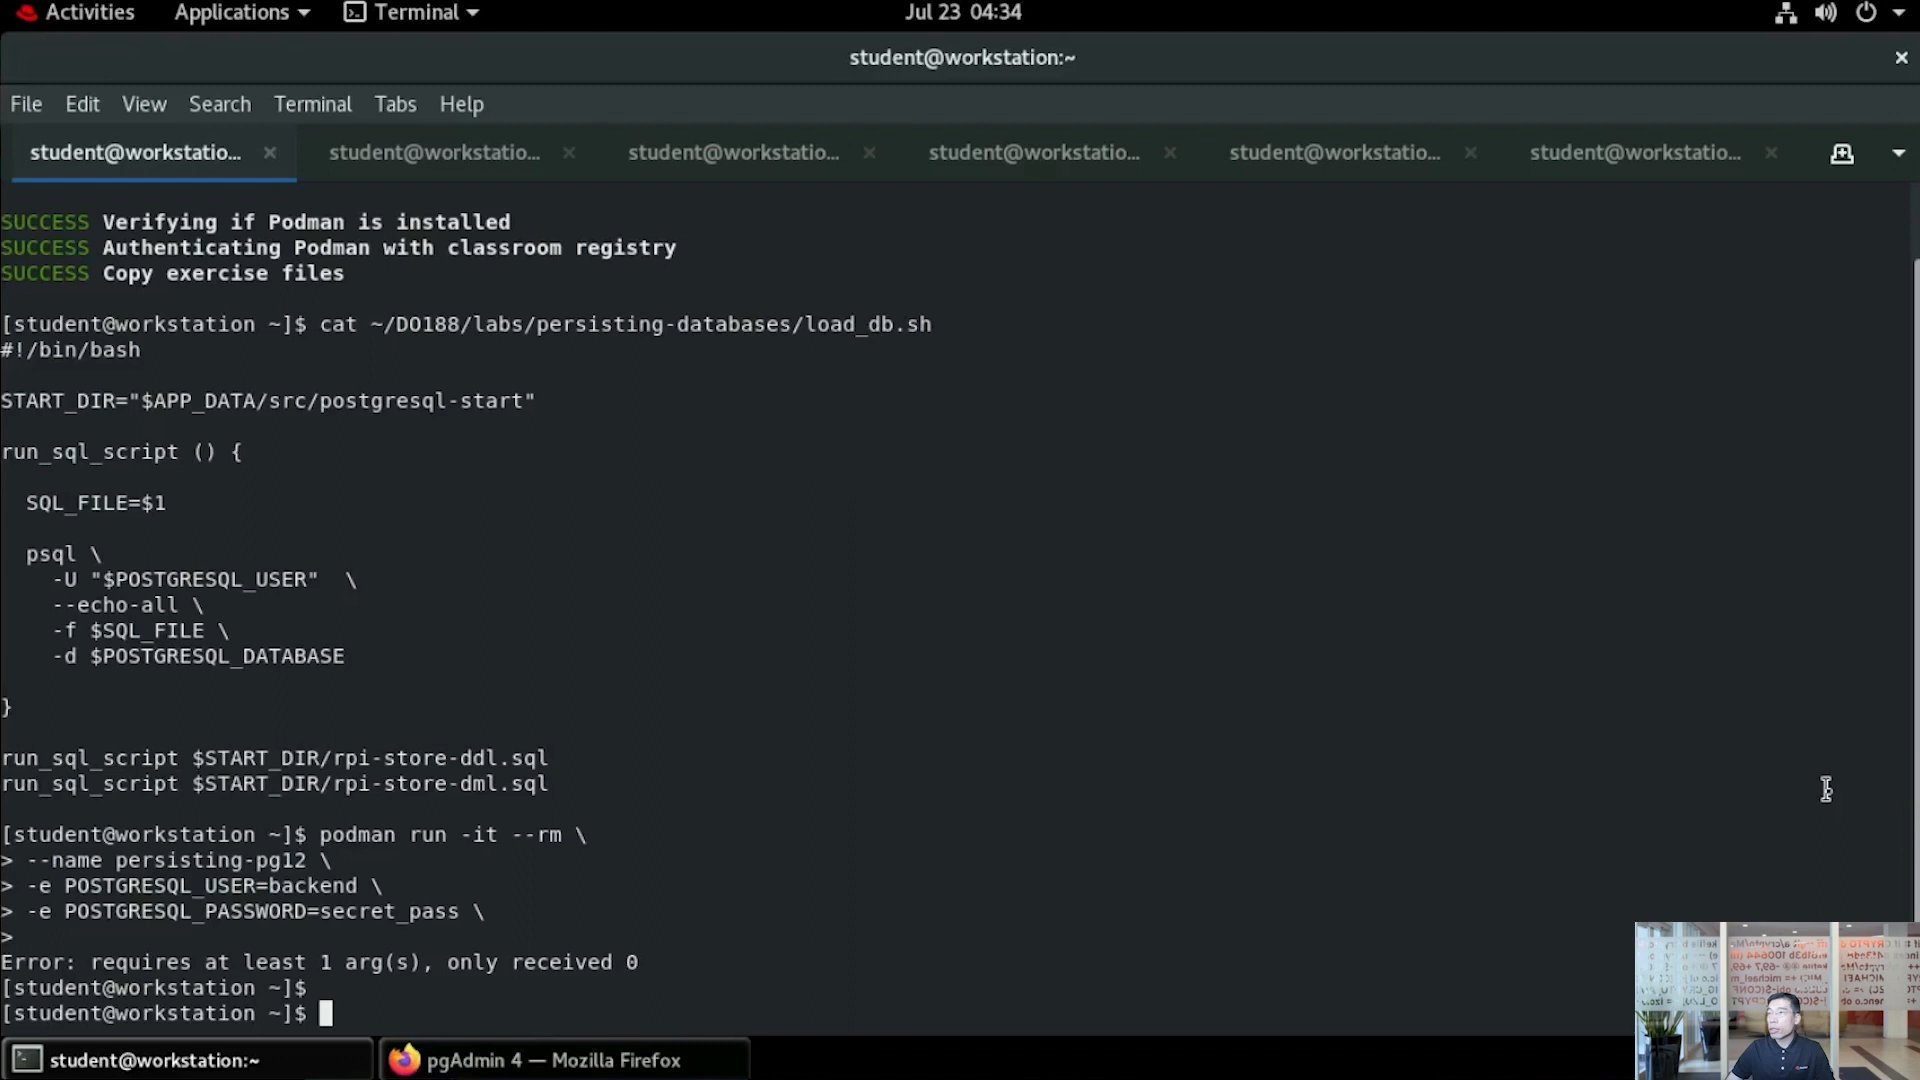 Activities Applications Terminal Jul 23 04:34
student@workstation:~
File Edit View Search Terminal Tabs Help
student@workstatio... student@workstatio... student@workstatio... student@workstatio... student@workstatio... student@workstatio...
SUCCESS Verifying if Podman is installed
SUCCESS Authenticating Podman with classroom registry
SUCCESS Copy exercise files
[student@workstation ~]$ cat ~/DO188/labs/persisting-databases/load_db.sh
#!/bin/bash
START_DIR="$APP_DATA/src/postgresql-start"
run_sql_script () {
SQL_FILE=$1
psql \
-U "$POSTGRESQL_USER"  \
--echo-all \
-f $SQL_FILE \
-d $POSTGRESQL_DATABASE
}
run_sql_script $START_DIR/rpi-store-ddl.sql
run_sql_script $START_DIR/rpi-store-dml.sql
[student@workstation ~]$ podman run -it --rm \
> --name persisting-pg12 \
> -e POSTGRESQL_USER=backend \
> -e POSTGRESQL_PASSWORD=secret_pass \
>
Error: requires at least 1 arg(s), only received 0
[student@workstation ~]$
[student@workstation ~]$
student@workstation:~ pgAdmin 4 — Mozilla Firefox